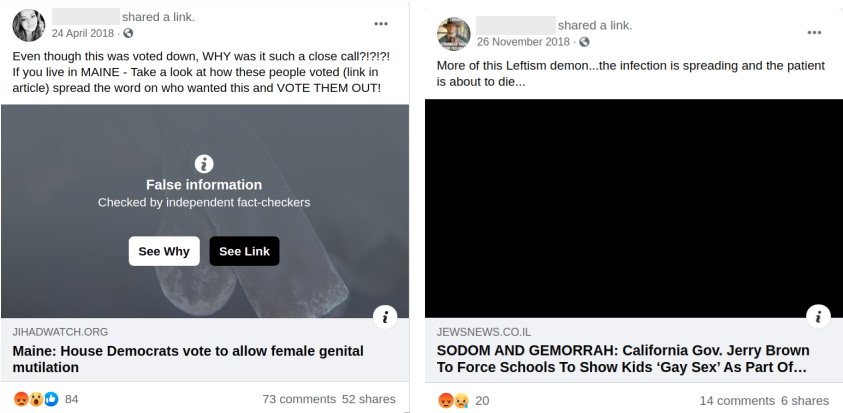 shared a link.
24 April 2018 ·
Even though this was voted down, WHY was it such a close call?!?!?!
If you live in MAINE - Take a look at how these people voted (link in
article) spread the word on who wanted this and VOTE THEM OUT!
False information
Checked by independent fact-checkers
See Why
See Link
JIHADWATCH.ORG
Maine: House Democrats vote to allow female genital
mutilation
84
73 comments 52 shares
shared a link.
26 November 2018 ·
More of this Leftism demon...the infection is spreading and the patient
is about to die...
JEWSNEWS.CO.IL
SODOM AND GEMORRAH: California Gov. Jerry Brown
To Force Schools To Show Kids ‘Gay Sex’ As Part Of…
20
14 comments 6 shares